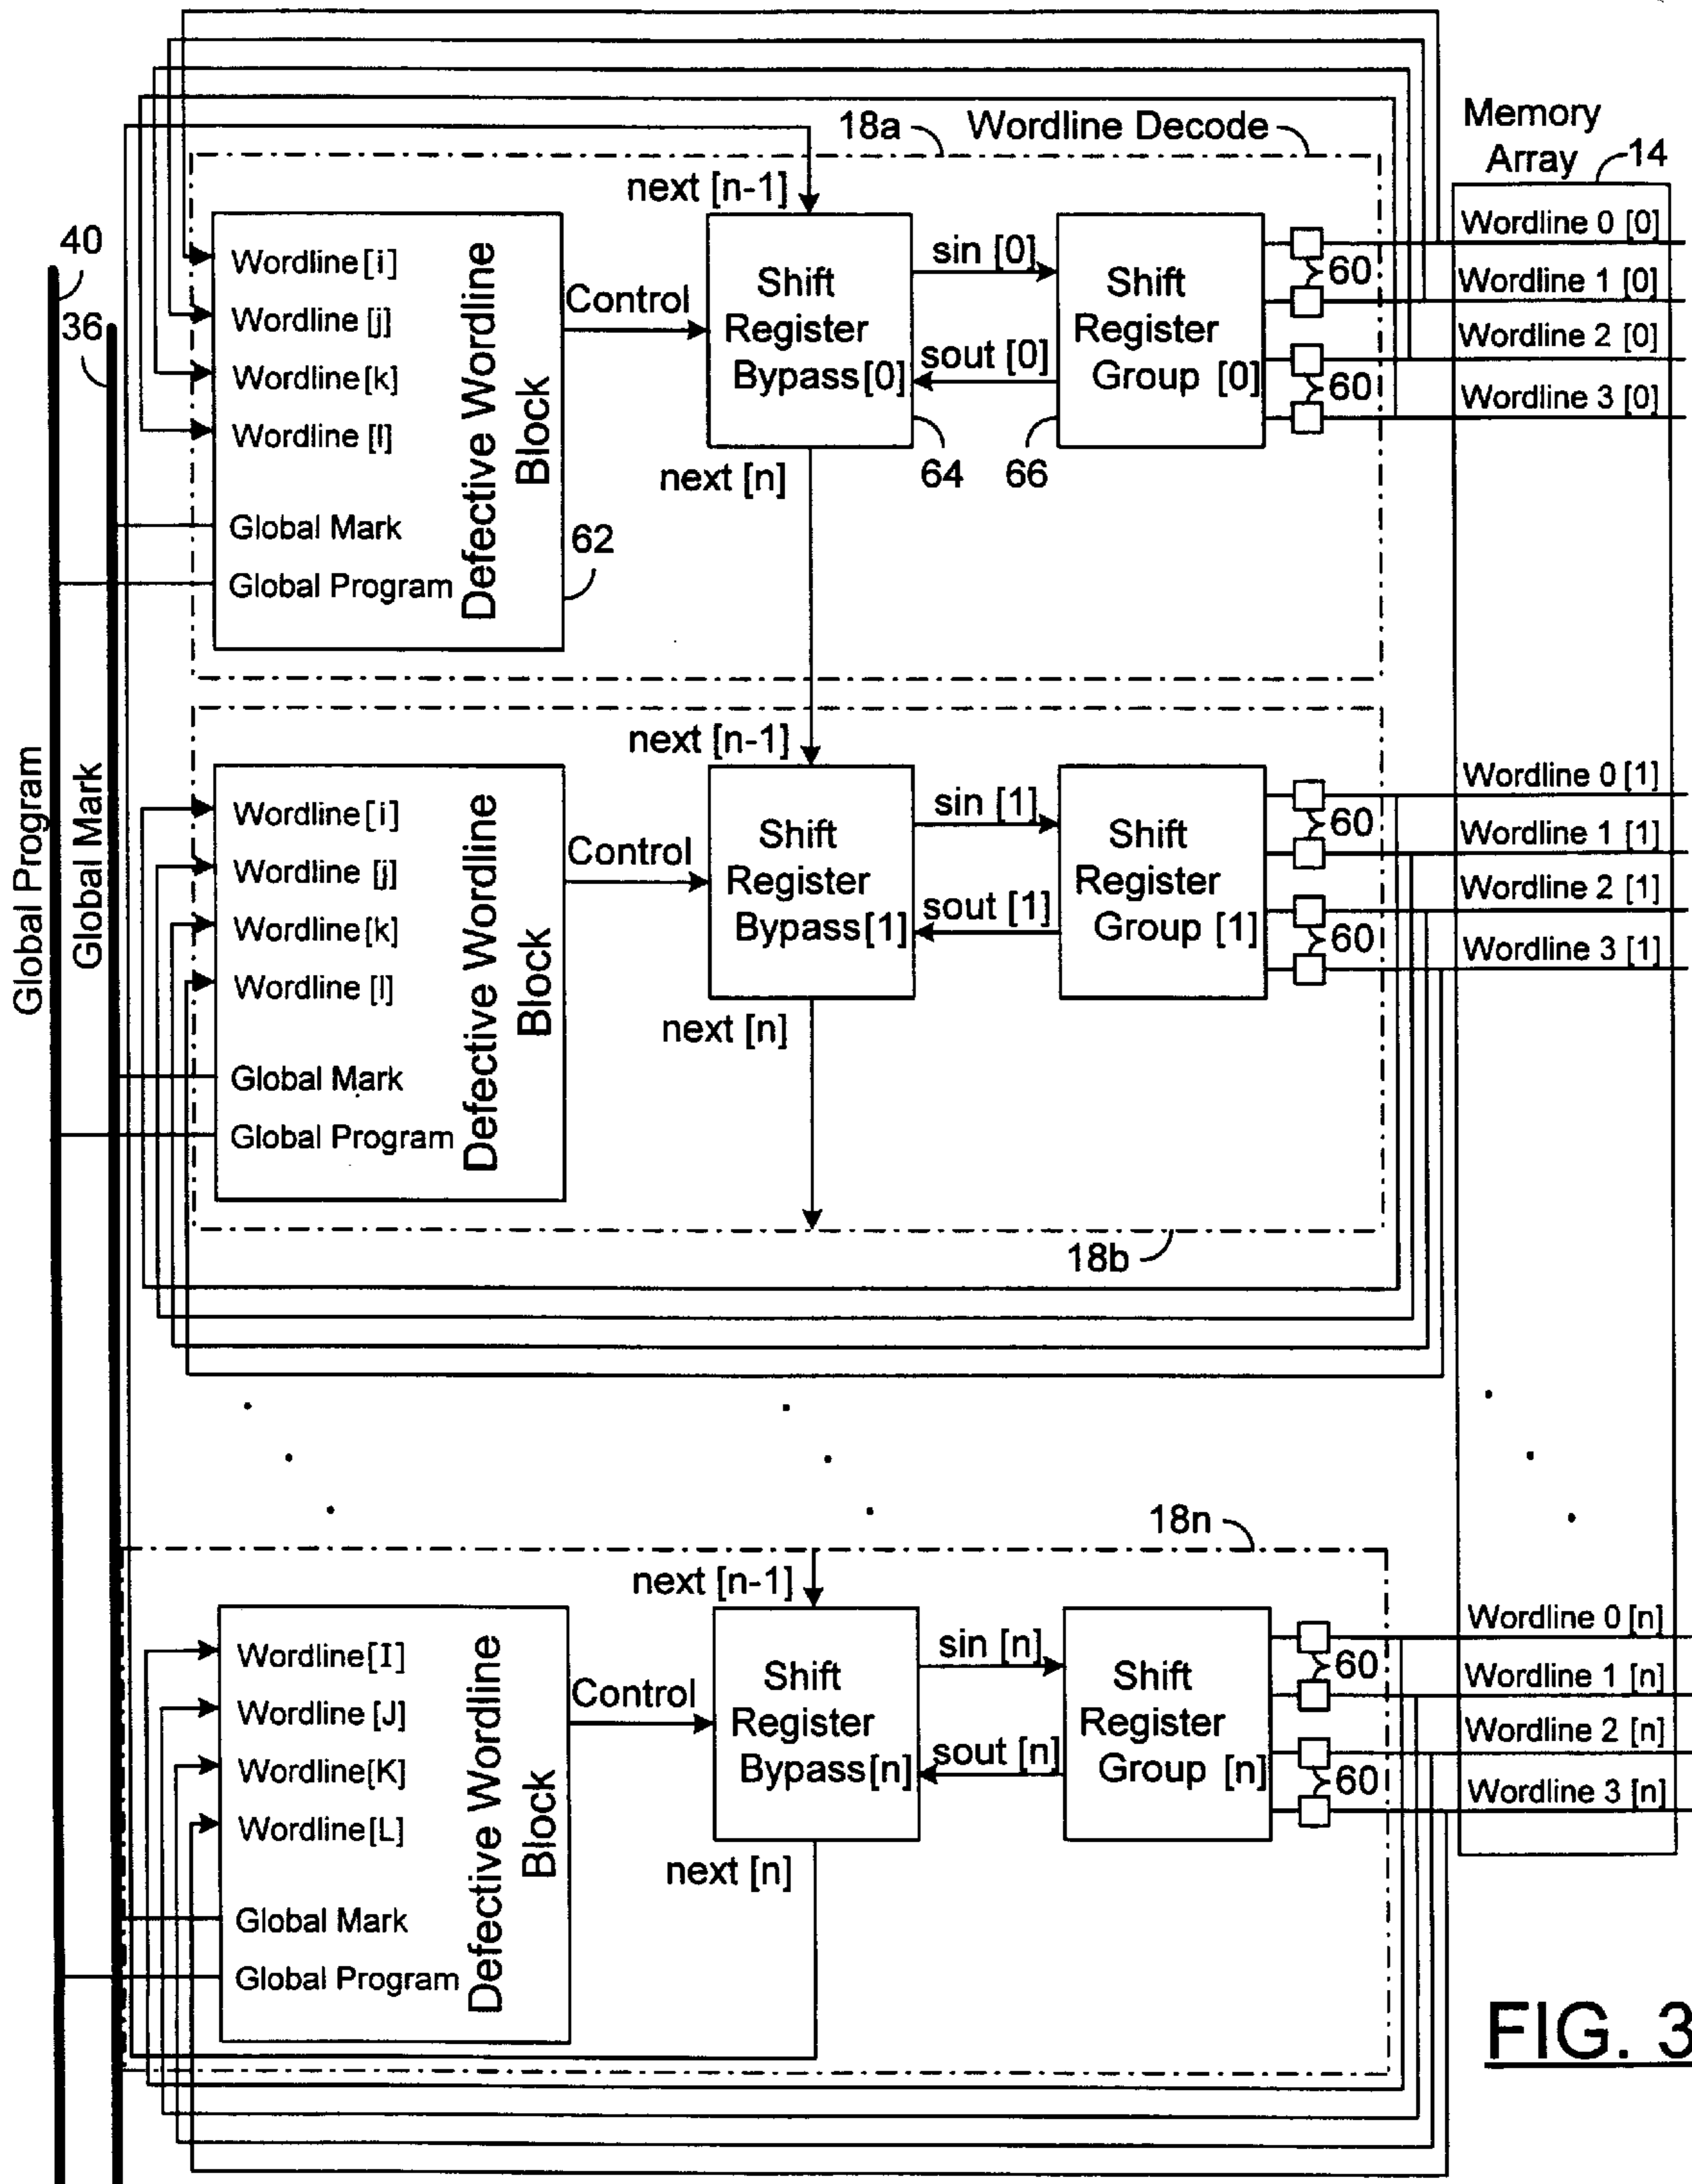 18a
Wordline Decode
Memory
Array
14
next [n-1]
40
36
Wordline [i]
Wordline [j]
Wordline [k]
Wordline [l]
Global Mark
Global Program
Defective Wordline
Block
62
Control
Shift
Register
Bypass[0]
64
sin [0]
sout [0]
Shift
Register
Group [0]
66
60
60
Wordline 0 [0]
Wordline 1 [0]
Wordline 2 [0]
Wordline 3 [0]
next [n]
Global Program
Global Mark
next [n-1]
Wordline [i]
Wordline [j]
Wordline [k]
Wordline [l]
Global Mark
Global Program
Defective Wordline
Block
Control
Shift
Register
Bypass[1]
sin [1]
sout [1]
Shift
Register
Group [1]
60
60
Wordline 0 [1]
Wordline 1 [1]
Wordline 2 [1]
Wordline 3 [1]
next [n]
18b
18n
next [n-1]
Wordline[I]
Wordline [J]
Wordline[K]
Wordline[L]
Global Mark
Global Program
Defective Wordline
Block
Control
Shift
Register
Bypass[n]
sin [n]
sout [n]
Shift
Register
Group [n]
60
60
Wordline 0 [n]
Wordline 1 [n]
Wordline 2 [n]
Wordline 3 [n]
next [n]
FIG. 3